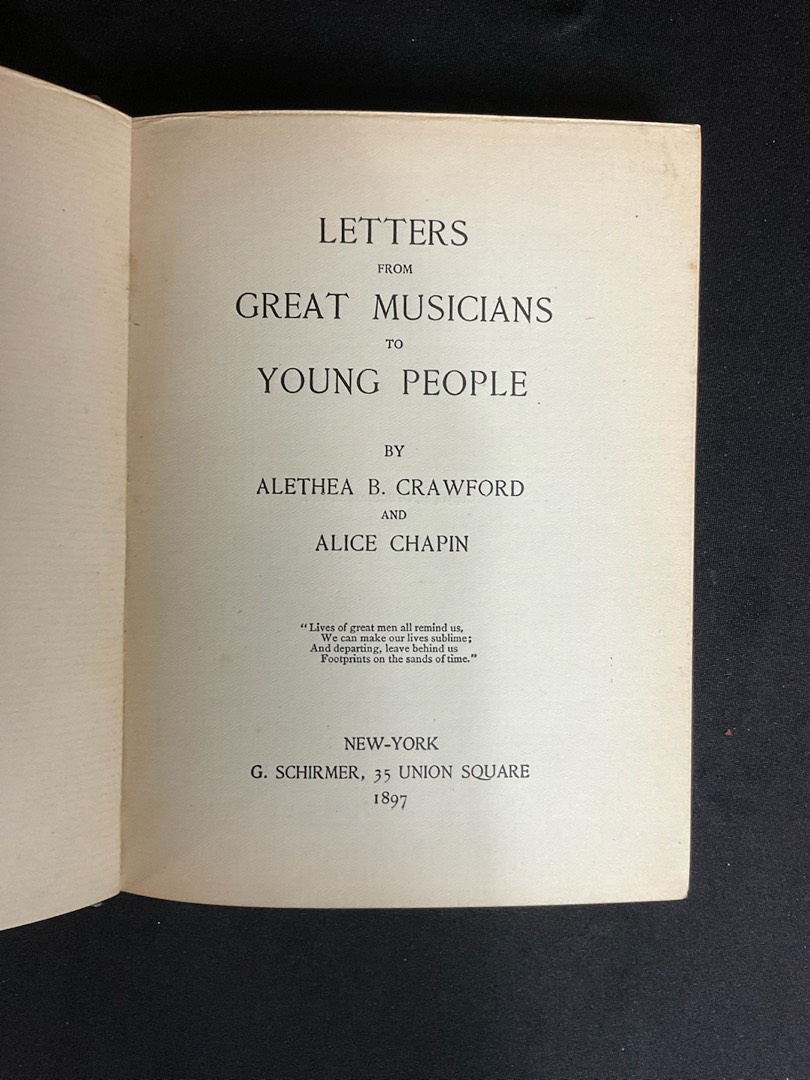 LETTERS
FROM
GREAT MUSICIANS
TO
YOUNG PEOPLE
BY
ALETHEA B. CRAWFORD
AND
ALICE CHAPIN
“Lives of great men all remind us,
We can make our lives sublime;
And departing, leave behind us
Footprints on the sands of time.”
NEW-YORK
G. SCHIRMER, 35 UNION SQUARE
1897